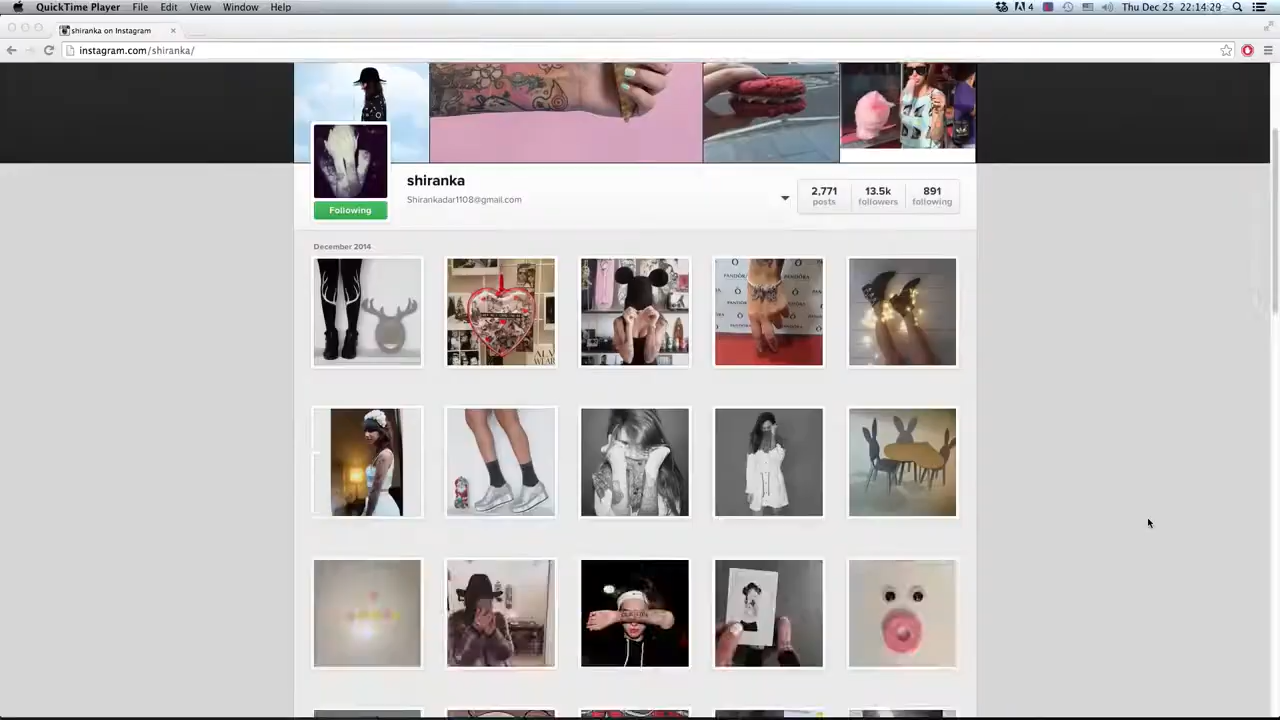 QuickTime Player File Edit View Window Help 4 Thu Dec 25 22:14:29
shiranka on Instagram
instagram.com/shiranka/
shiranka
Shirankadar1108@gmail.com
Following
2,771 13.5k 891
posts followers following
December 2014
PANDORA